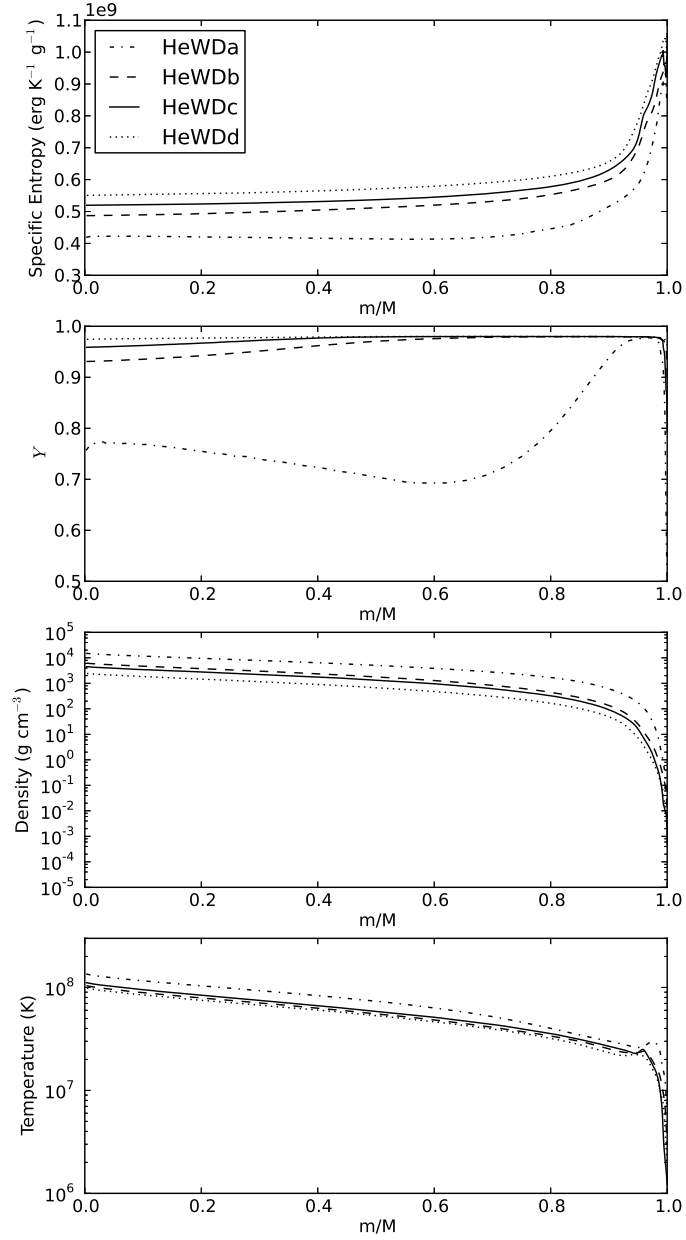 1e9
Specific Entropy (erg K⁻¹ g⁻¹)
1.1
1.0
0.9
0.8
0.7
0.6
0.5
0.4
0.3
HeWDa
HeWDb
HeWDc
HeWDd
0.0 0.2 0.4 0.6 0.8 1.0
m/M
Y
1.0
0.9
0.8
0.7
0.6
0.5
0.0 0.2 0.4 0.6 0.8 1.0
m/M
Density (g cm⁻³)
10⁵
10⁴
10³
10²
10¹
10⁰
10⁻¹
10⁻²
10⁻³
10⁻⁴
10⁻⁵
0.0 0.2 0.4 0.6 0.8 1.0
m/M
Temperature (K)
10⁸
10⁷
10⁶
0.0 0.2 0.4 0.6 0.8 1.0
m/M